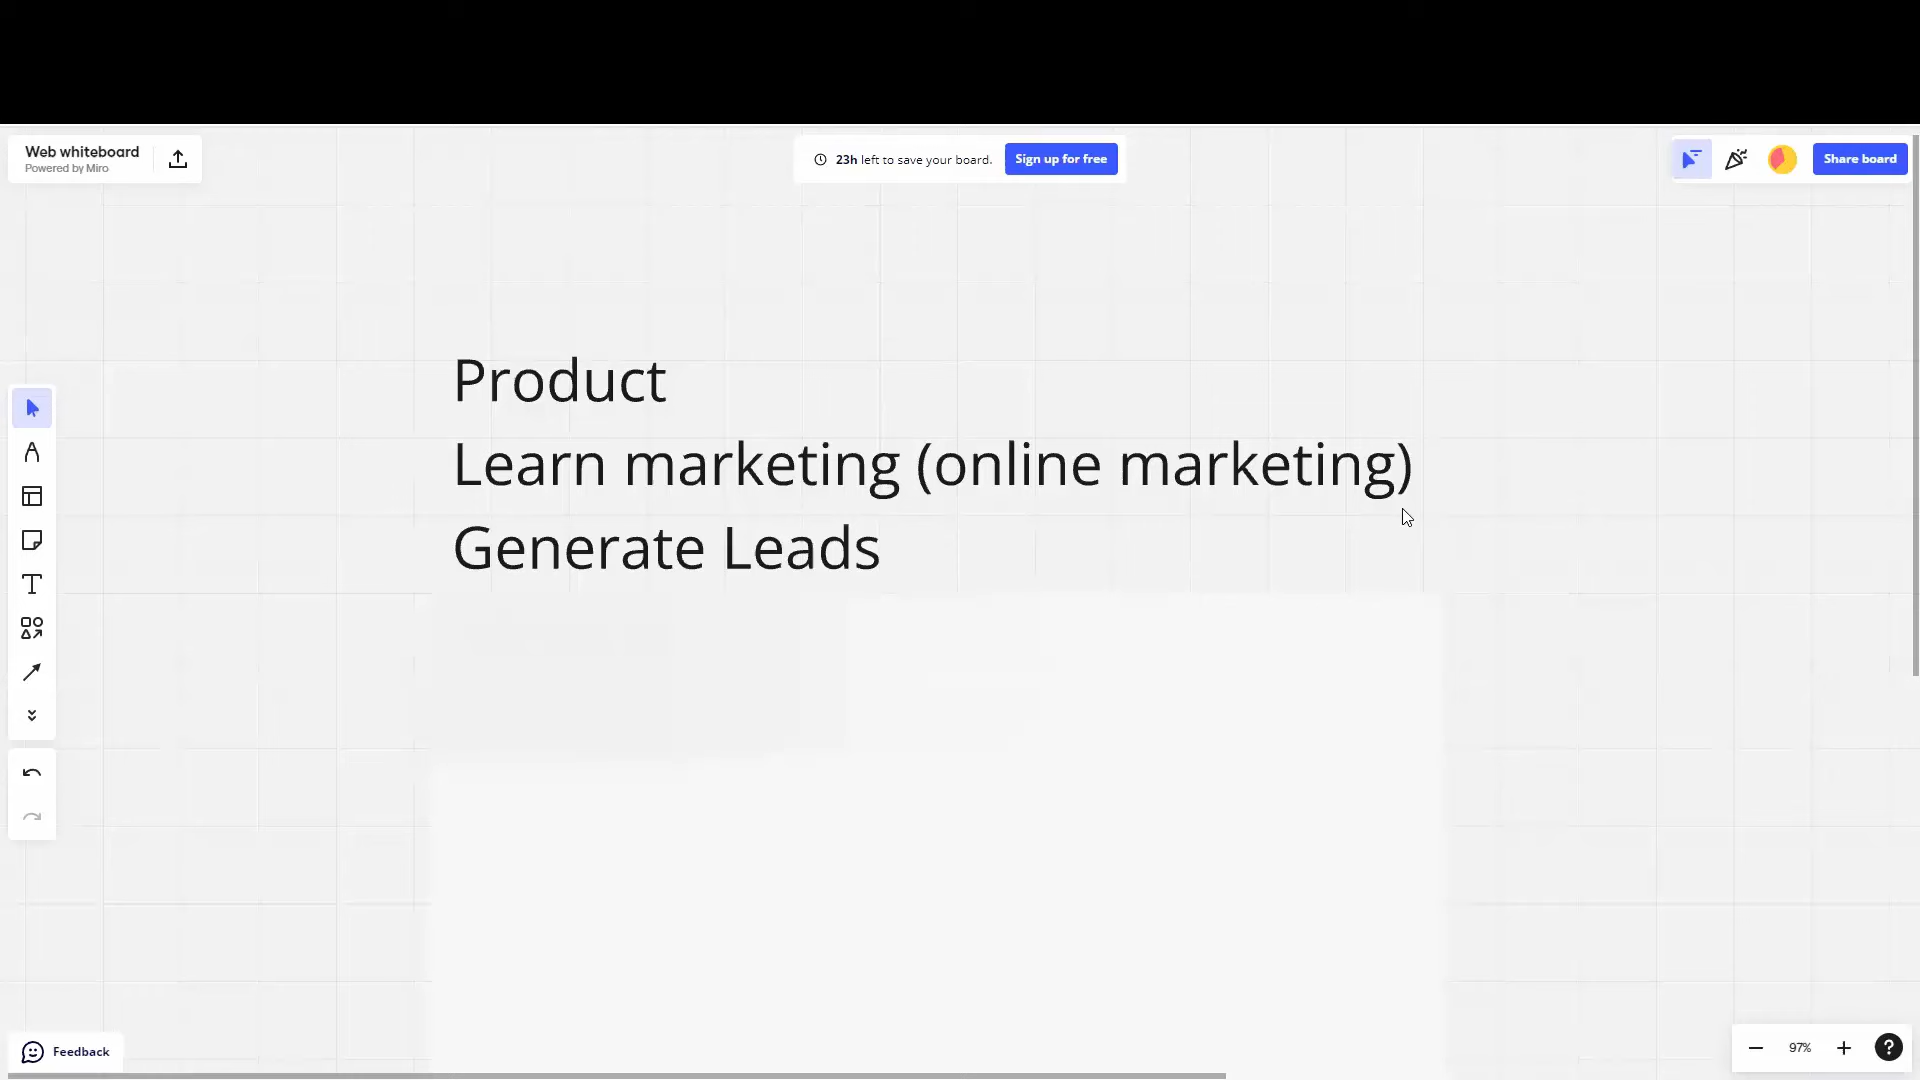 Web whiteboard
Powered by Miro
23h left to save your board.
Sign up for free
Share board
Product
Learn marketing (online marketing)
Generate Leads
Feedback
97%